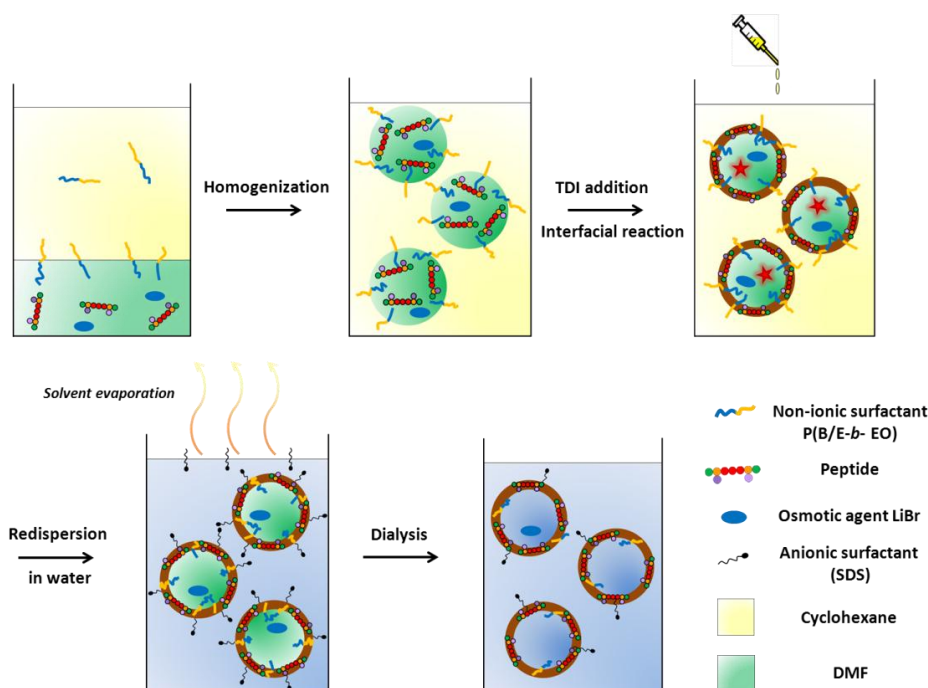 Homogenization
TDI addition
Interfacial reaction
Solvent evaporation
Redispersion
in water
Dialysis
Non-ionic surfactant
P(B/E-b- EO)
Peptide
Osmotic agent LiBr
Anionic surfactant
(SDS)
Cyclohexane
DMF